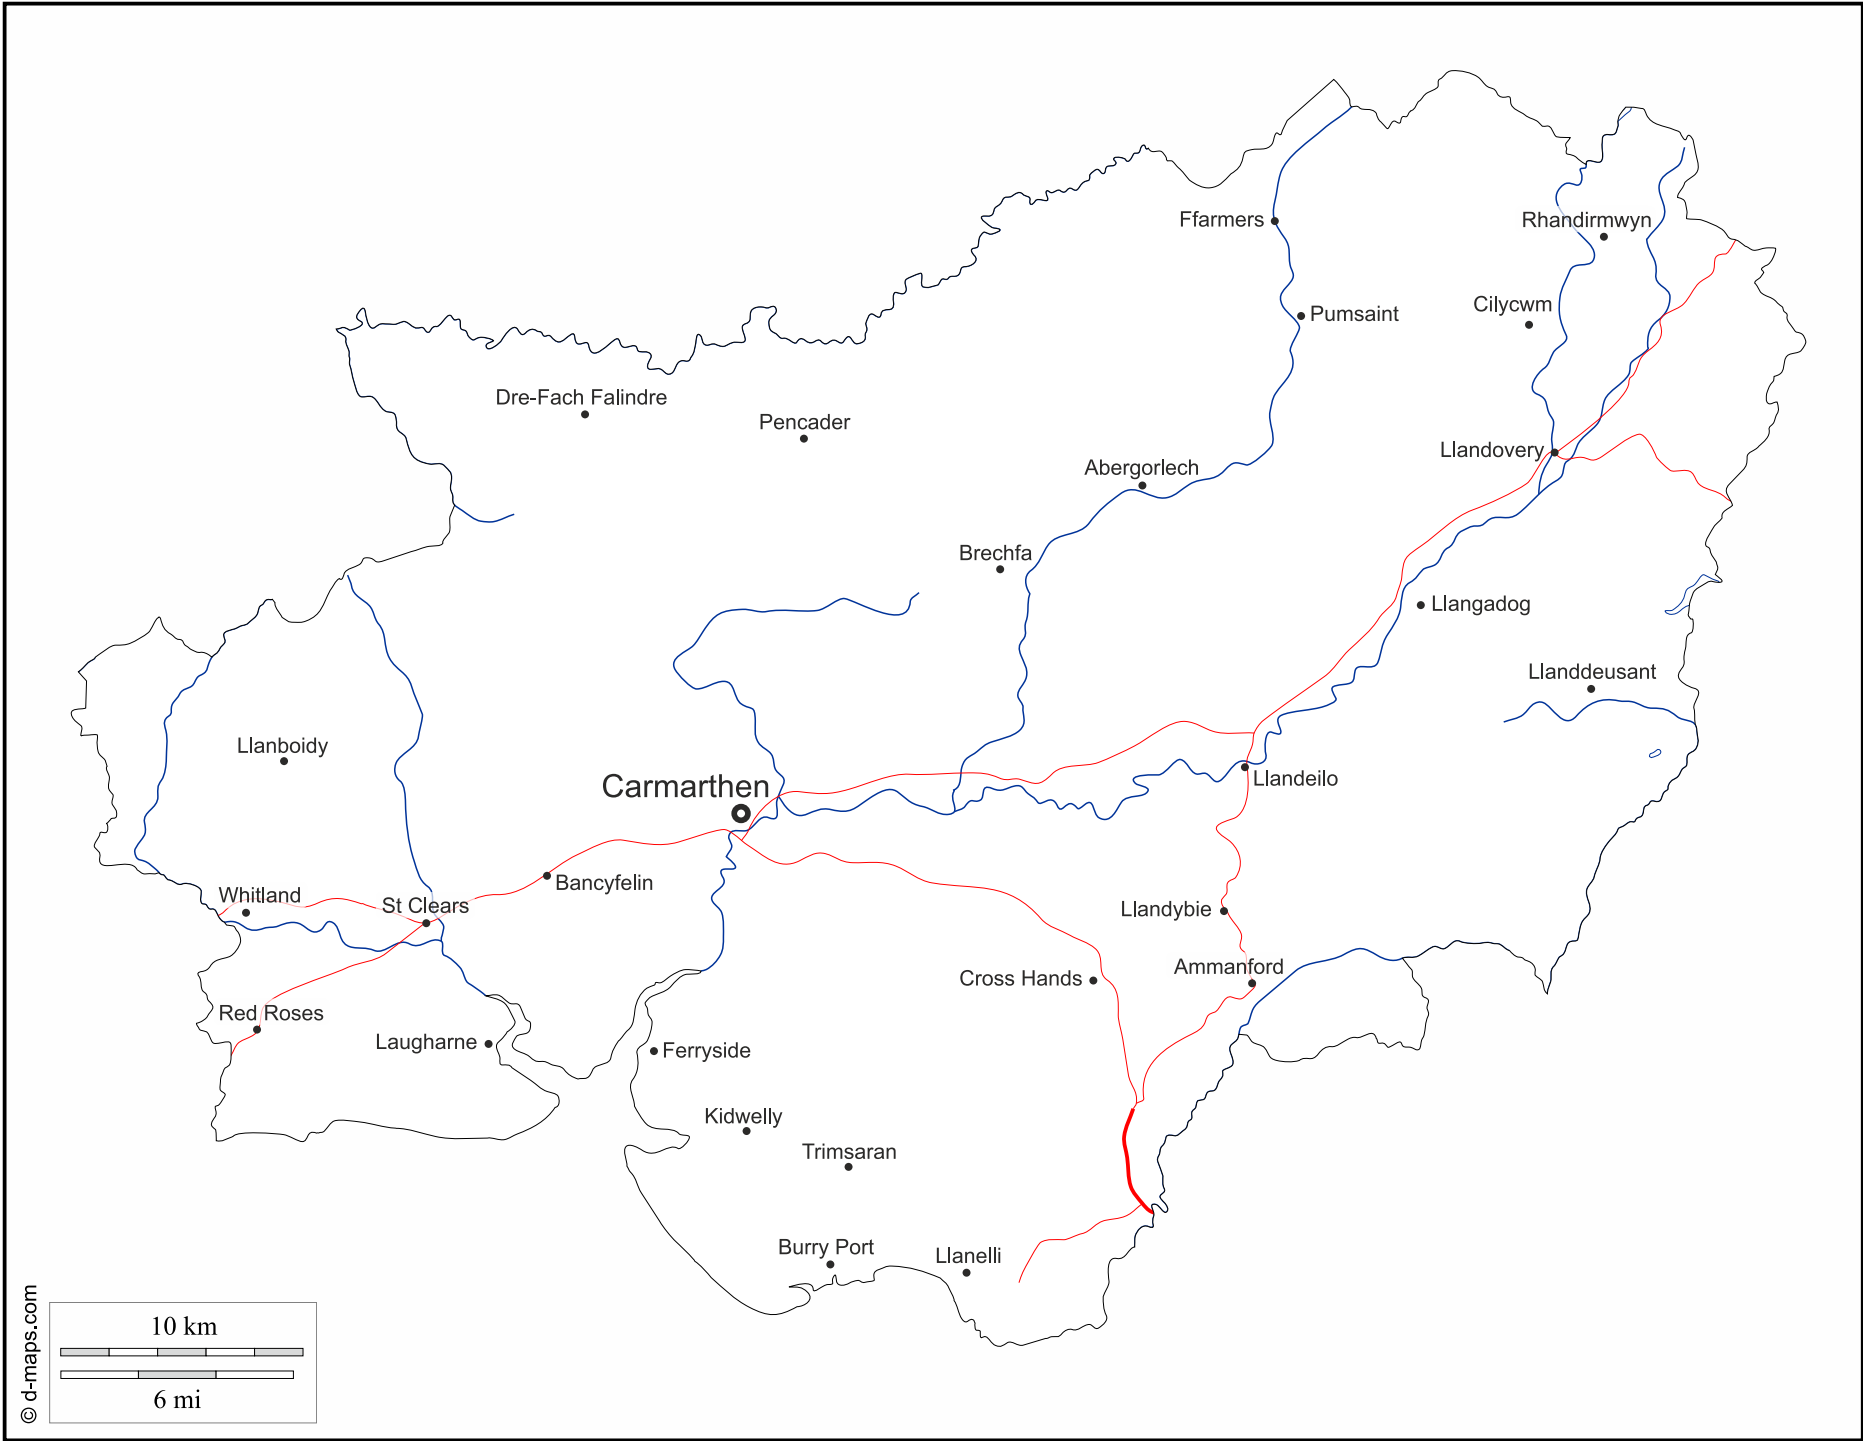 Ffarmers
Rhandirmwyn
Cilycwm
Pumsaint
Dre-Fach Falindre
Pencader
Llandovery
Abergorlech
Brechfa
Llangadog
Llanddeusant
Llanboidy
Carmarthen
Llandeilo
Bancyfelin
Whitland
St Clears
Llandybie
Ammanford
Cross Hands
Red Roses
Laugharne
Ferryside
Kidwelly
Trimsaran
Burry Port
Llanelli
10 km
6 mi
© d-maps.com